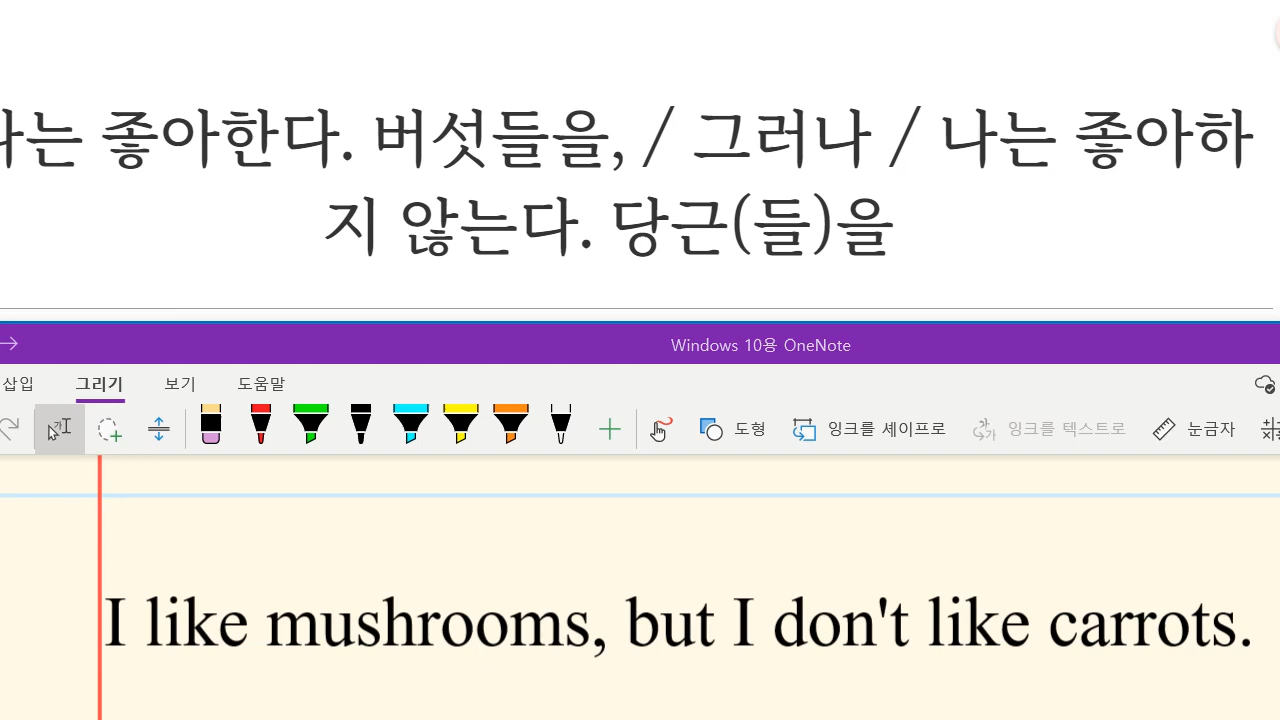 나는 좋아한다. 버섯들을, / 그러나 / 나는 좋아하
지 않는다. 당근(들)을
Windows 10용 OneNote
삽입 그리기 보기 도움말
도형 잉크를 셰이프로 잉크를 텍스트로 눈금자
I like mushrooms, but I don't like carrots.